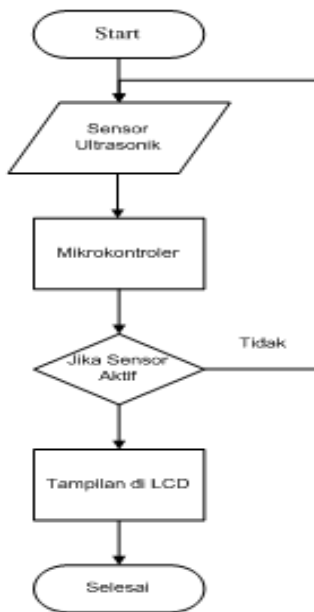 Start
Sensor
Ultrasonik
Mikrokontroler
Jika Sensor
Aktif
Tidak
Tampilan di LCD
Selesai